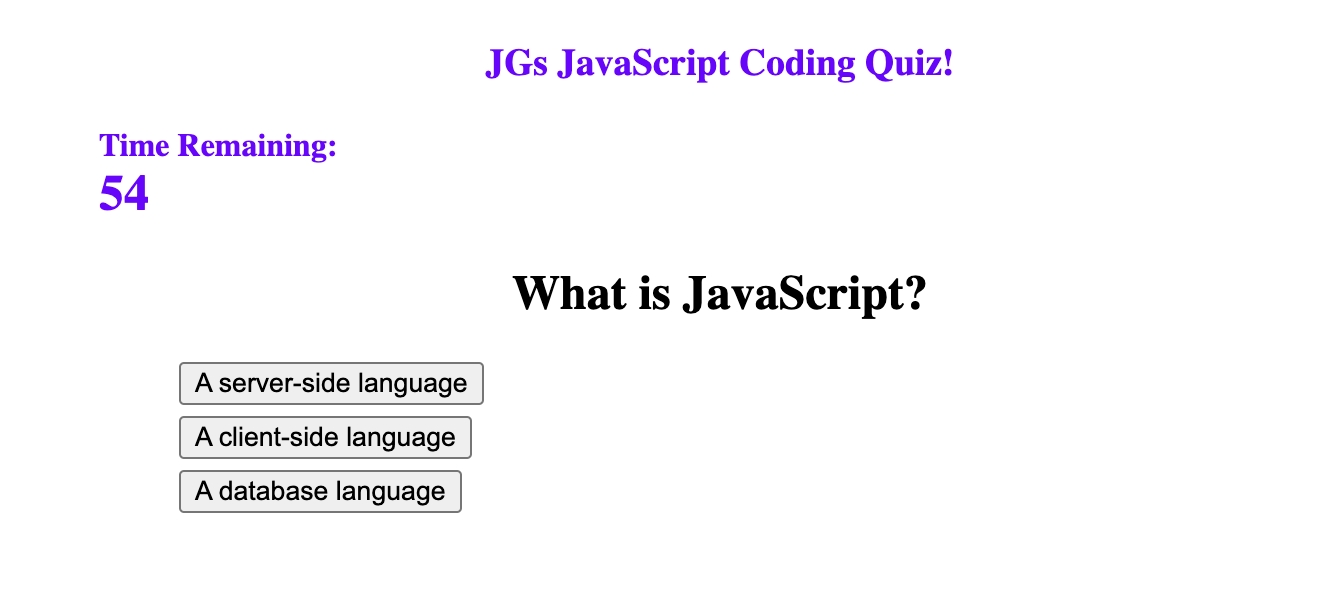 JGs JavaScript Coding Quiz!
Time Remaining:
54
What is JavaScript?
A server-side language
A client-side language
A database language